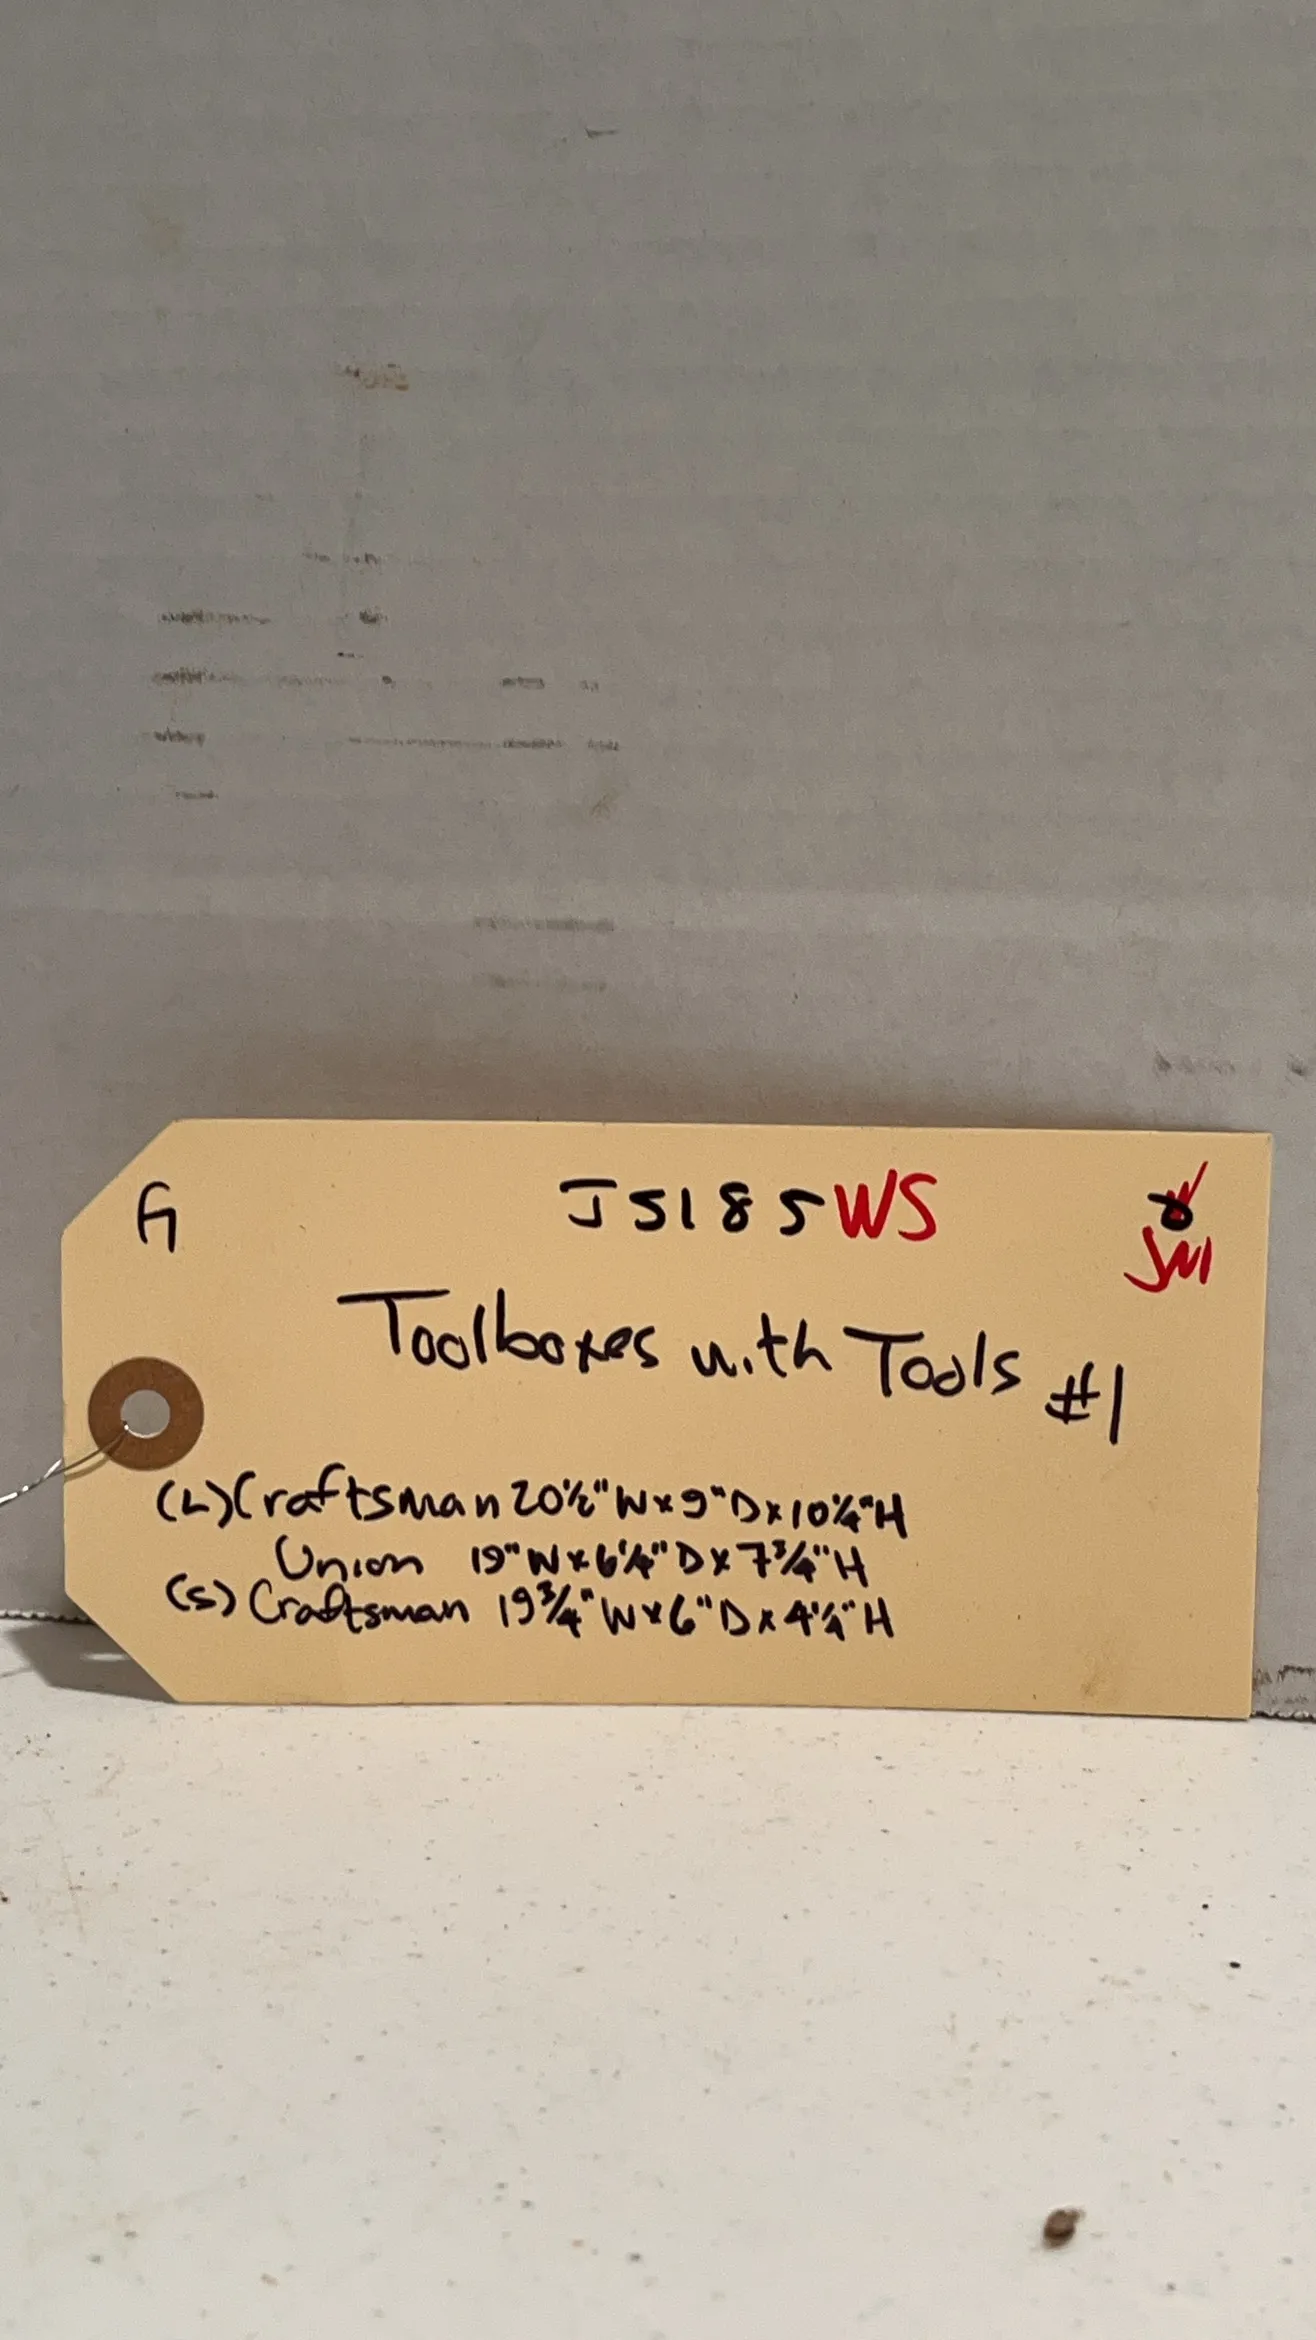 G JS185WS
JM
Toolboxes with Tools #1
(L) Craftsman 20½"W x 9"D x 10¼"H
Union 19"W x 6¼"D x 7¾"H
(S) Craftsman 19¾"W x 6"D x 4¼"H